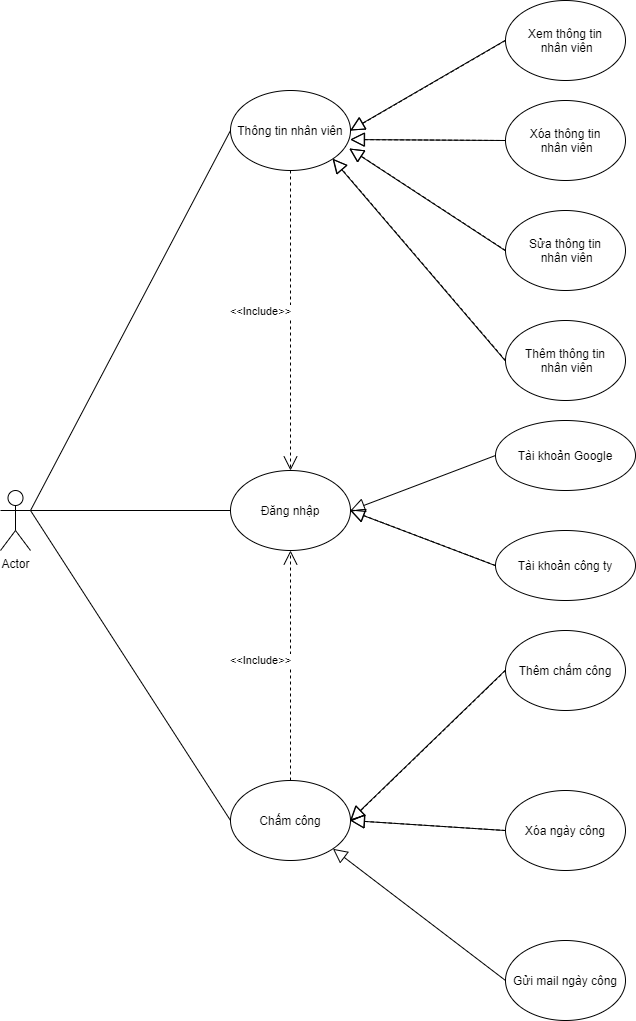 Xem thông tin
nhân viên
Thông tin nhân viên
Xóa thông tin
nhân viên
Sửa thông tin
nhân viên
<<Include>>
Thêm thông tin
nhân viên
Tải khoản Google
Đăng nhập
Actor
Tải khoản công ty
<<Include>>
Thêm chấm công
Chấm công
Xóa ngày công
Gửi mail ngày công